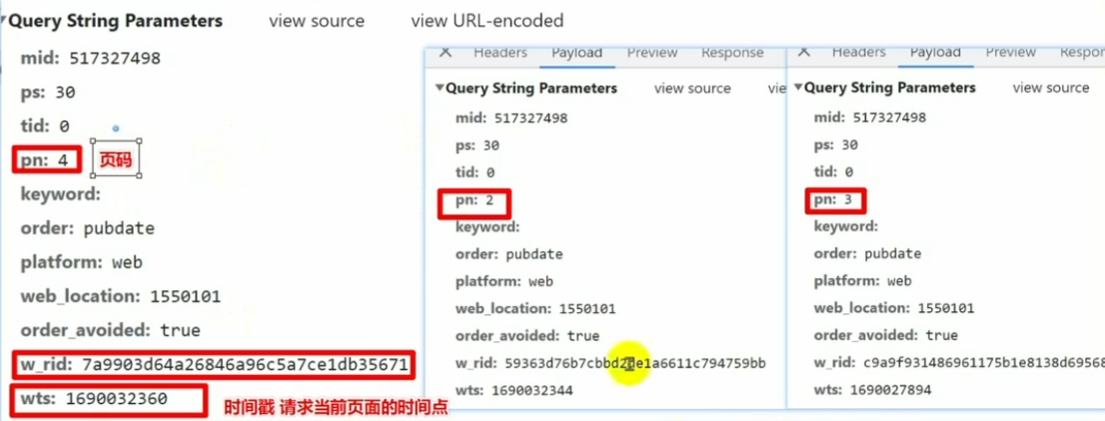 Query String Parameters view source view URL-encoded
mid: 517327498
ps: 30
tid: 0
pn: 4 页码
keyword:
order: pubdate
platform: web
web_location: 1550101
order_avoided: true
w_rid: 7a9903d64a26846a96c5a7ce1db35671
wts: 1690032360 时间戳 请求当前页面的时间点
Headers Payload Preview Response
Query String Parameters view source vie
mid: 517327498
ps: 30
tid: 0
pn: 2
keyword:
order: pubdate
platform: web
web_location: 1550101
order_avoided: true
w_rid:
wts: 1690032344
Headers Payload Preview Respor
Query String Parameters view source
mid: 517327498
ps: 30
tid: 0
pn: 3
keyword:
order: pubdate
platform: web
web_location: 1550101
order_avoided: true
w_rid: c9a9f931486961175b1e8138d69568
wts: 1690027894